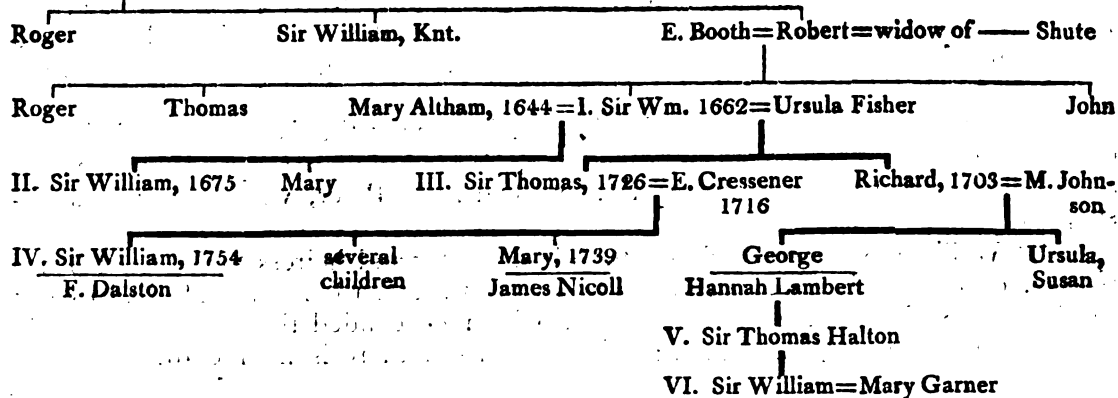 Roger Sir William, Knt. E. Booth=Robert=widow of —— Shute
Roger Thomas Mary Altham, 1644=I. Sir Wm. 1662=Ursula Fisher John
II. Sir William, 1675 Mary III. Sir Thomas, 1726=E. Cressener Richard, 1703=M. John-
1716 son
IV. Sir William, 1754 several Mary, 1739 George Ursula,
F. Dalston children James Nicoll Hannah Lambert Susan
V. Sir Thomas Halton
VI. Sir William=Mary Garner